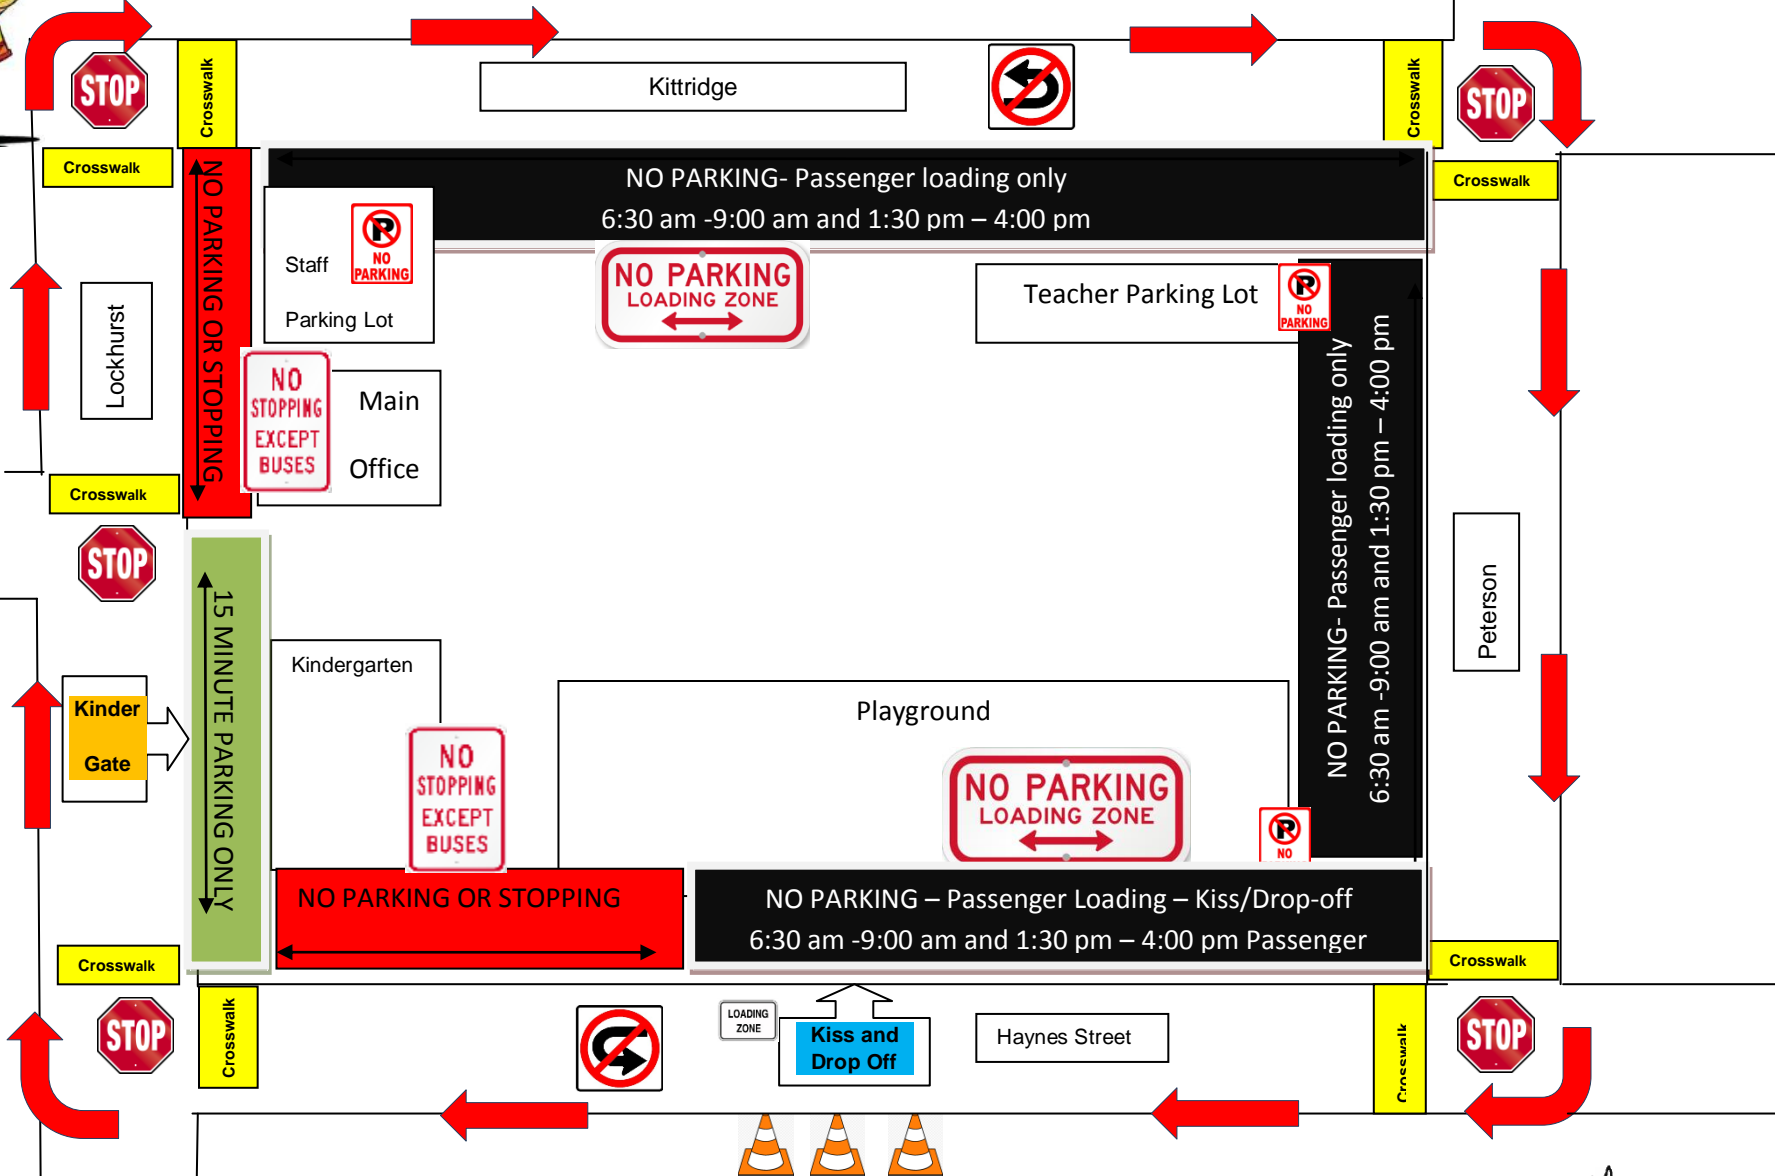 STOP
Crosswalk
Kittridge
Crosswalk
STOP
Crosswalk
Crosswalk
NO PARKING- Passenger loading only
6:30 am -9:00 am and 1:30 pm – 4:00 pm
NO PARKING OR STOPPING
Staff
Parking Lot
NO
PARKING
NO PARKING
LOADING ZONE
Teacher Parking Lot
NO
PARKING
Lockhurst
NO
STOPPING
EXCEPT
BUSES
Main
Office
NO PARKING- Passenger loading only
6:30 am -9:00 am and 1:30 pm – 4:00 pm
Crosswalk
STOP
15 MINUTE PARKING ONLY
Peterson
Kindergarten
Kinder
Gate
Playground
NO
STOPPING
EXCEPT
BUSES
NO PARKING
LOADING ZONE
NO
NO PARKING OR STOPPING
NO PARKING – Passenger Loading – Kiss/Drop-off
6:30 am -9:00 am and 1:30 pm – 4:00 pm Passenger
Crosswalk
Crosswalk
STOP
Crosswalk
LOADING
ZONE
Kiss and
Drop Off
Haynes Street
Crosswalk
STOP